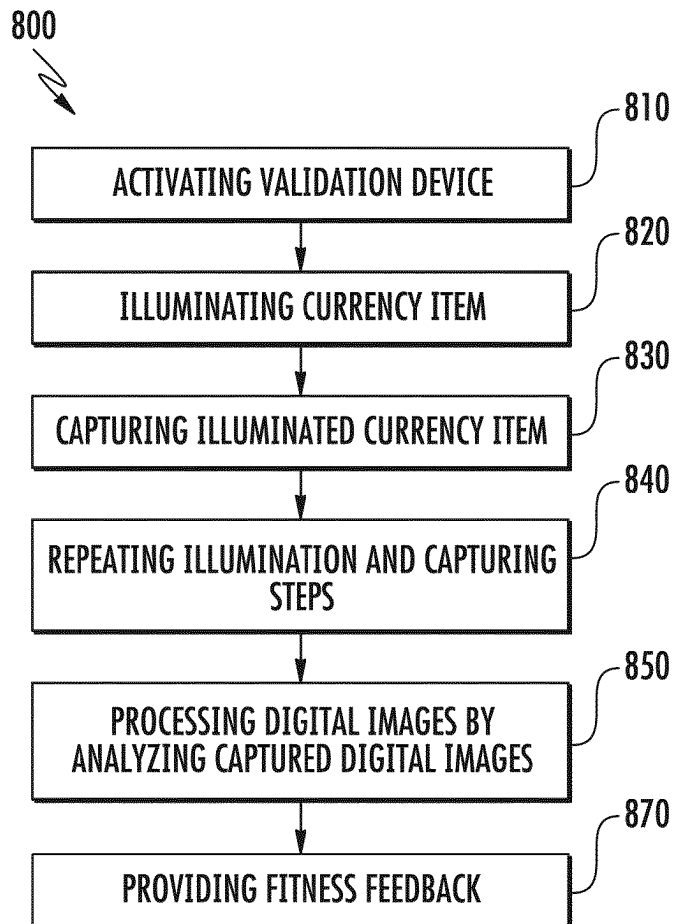 800
810
ACTIVATING VALIDATION DEVICE
820
ILLUMINATING CURRENCY ITEM
830
CAPTURING ILLUMINATED CURRENCY ITEM
840
REPEATING ILLUMINATION AND CAPTURING
STEPS
850
PROCESSING DIGITAL IMAGES BY
ANALYZING CAPTURED DIGITAL IMAGES
870
PROVIDING FITNESS FEEDBACK